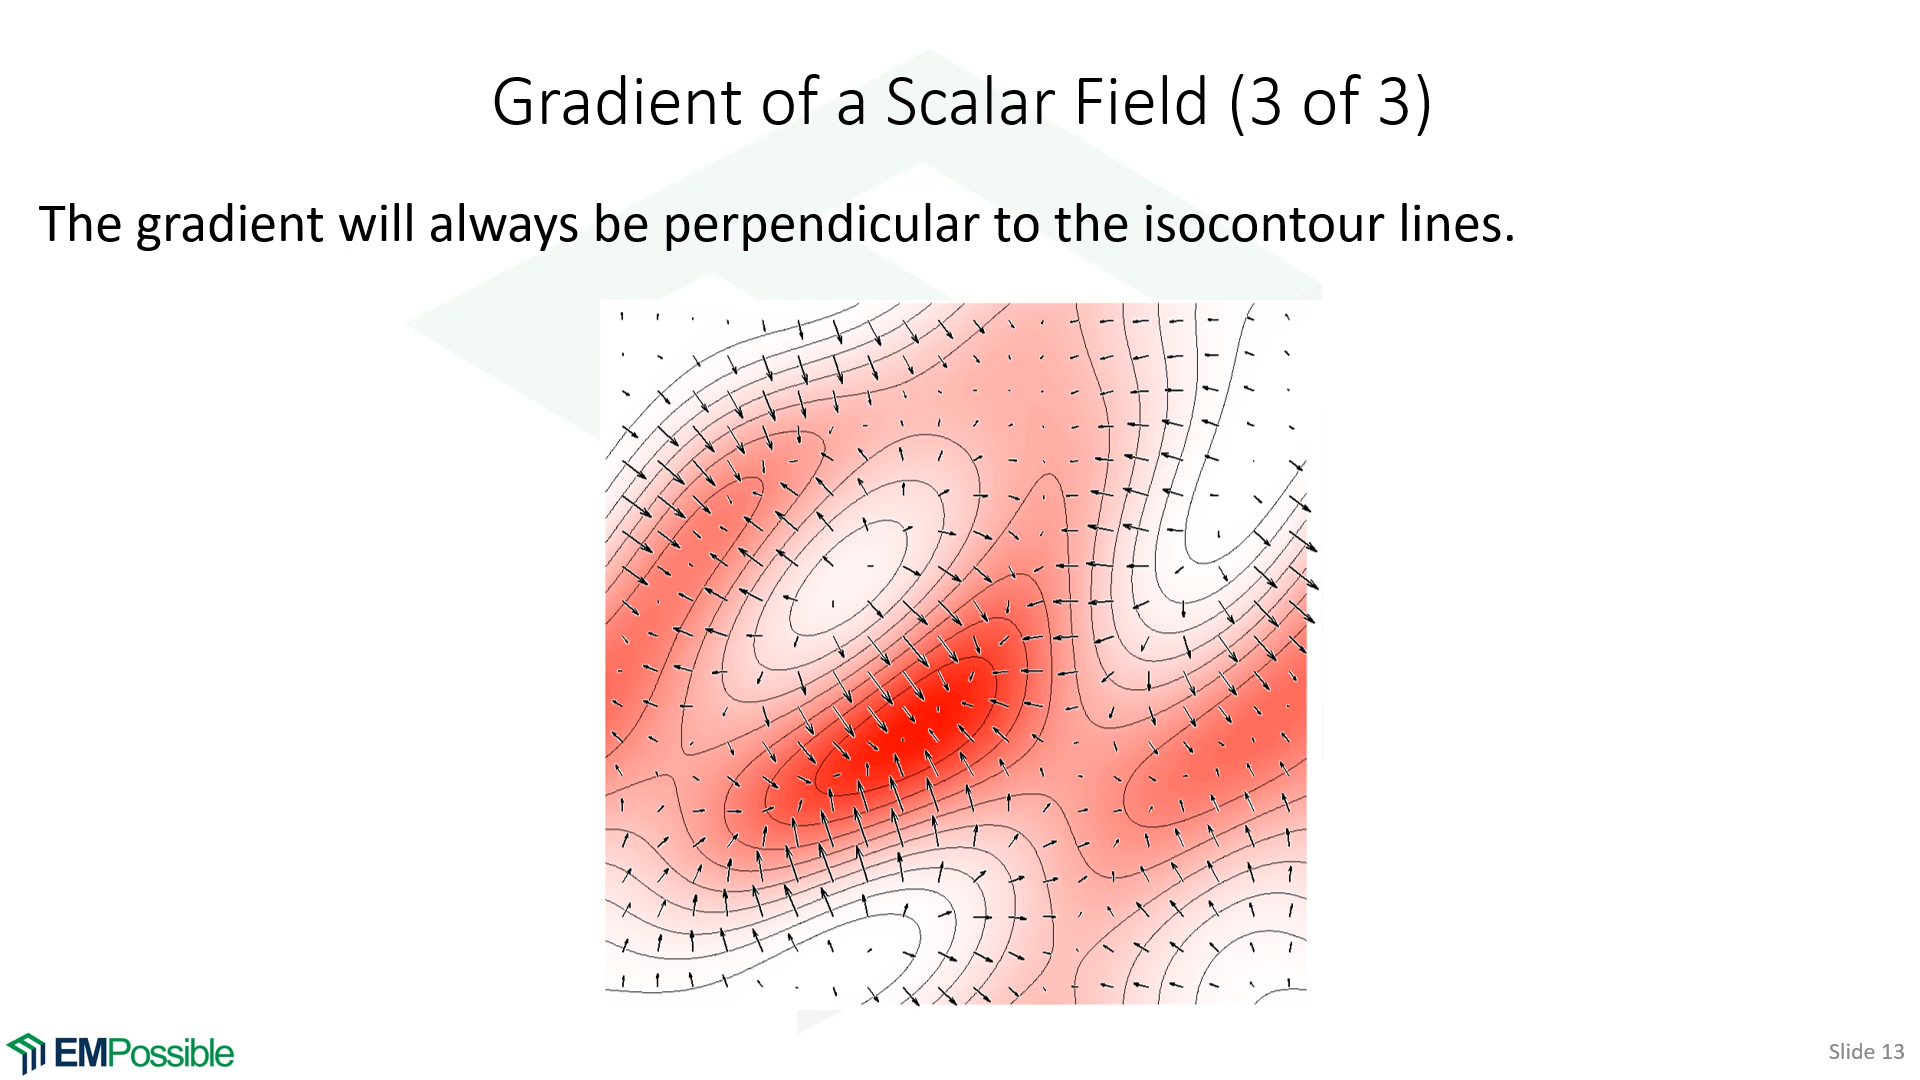 Gradient of a Scalar Field (3 of 3)
The gradient will always be perpendicular to the isocontour lines.
EMPossible
Slide 13